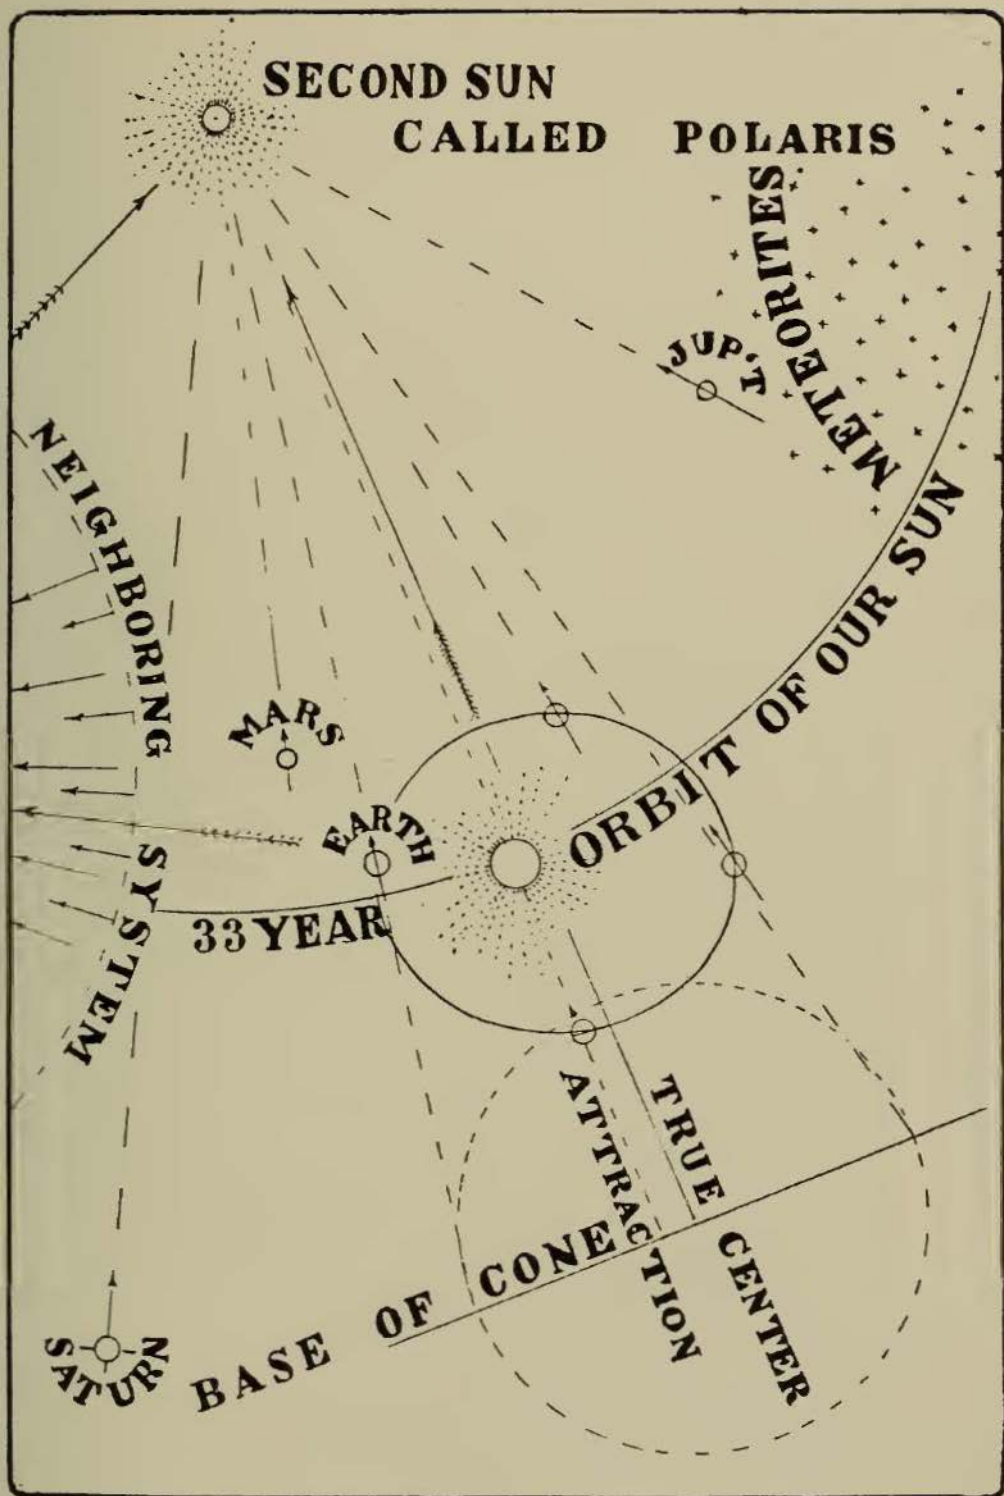 SECOND SUN
CALLED POLARIS
METEORITES
JUP'T
NEIGHBORING
SYSTEM
MARS
EARTH
ORBIT OF OUR SUN
33 YEAR
ATTRACTION
TRUE CENTER
BASE OF CONE
SATURN